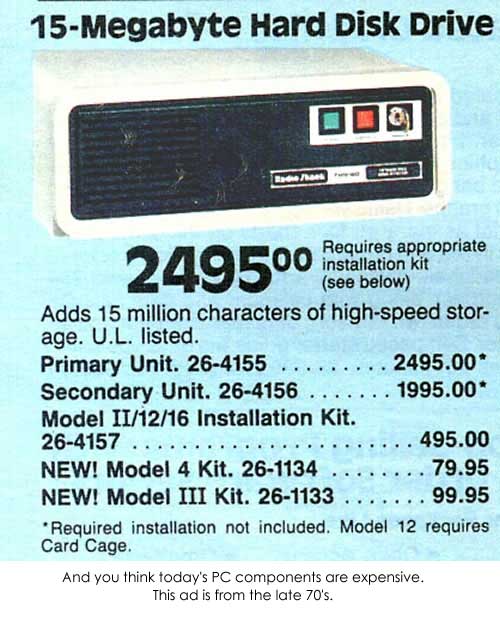 15-Megabyte Hard Disk Drive
Radio Shack
249500 Requires appropriate
installation kit
(see below)
Adds 15 million characters of high-speed stor-
age. U.L. listed.
Primary Unit. 26-4155 ......... 2495.00*
Secondary Unit. 26-4156 ....... 1995.00*
Model II/12/16 Installation Kit.
26-4157 ....................... 495.00
NEW! Model 4 Kit. 26-1134 ........ 79.95
NEW! Model III Kit. 26-1133 ....... 99.95
*Required installation not included. Model 12 requires
Card Cage.
And you think today's PC components are expensive.
This ad is from the late 70's.